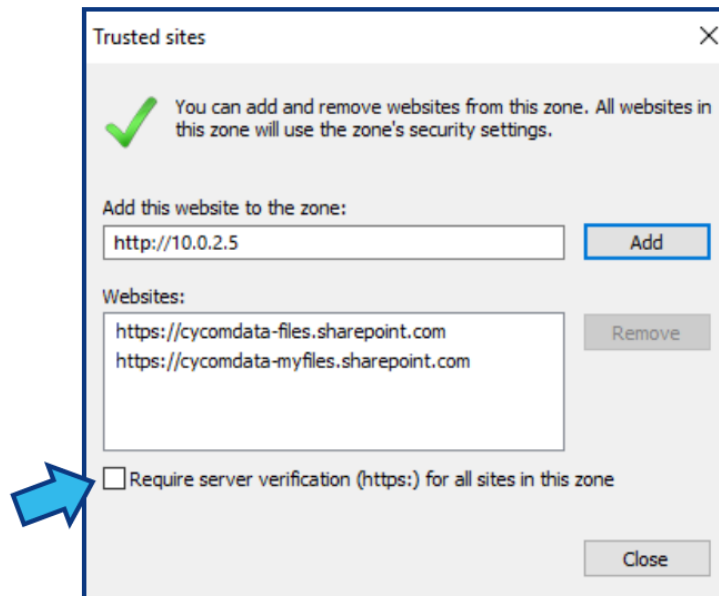 Trusted sites
You can add and remove websites from this zone. All websites in
this zone will use the zone's security settings.
Add this website to the zone:
http://10.0.2.5
Add
Websites:
https://cycomdata-files.sharepoint.com
https://cycomdata-myfiles.sharepoint.com
Remove
Require server verification (https:) for all sites in this zone
Close